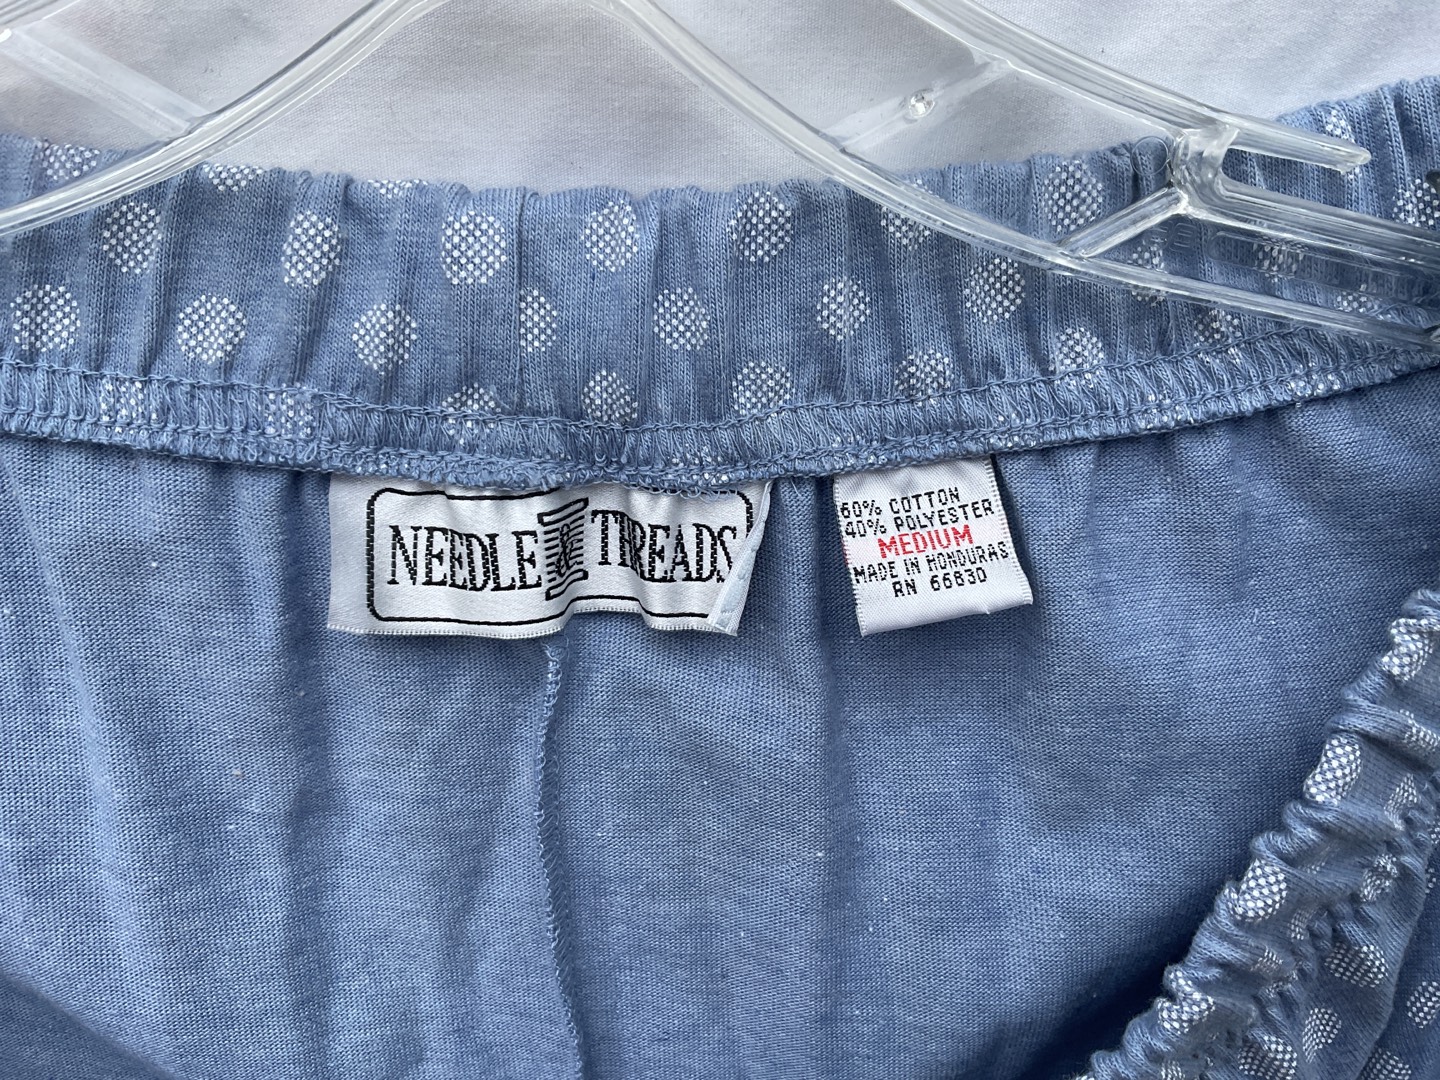 NEEDLE & THREADS
60% COTTON
40% POLYESTER
MEDIUM
MADE IN HONDURAS
RN 66830